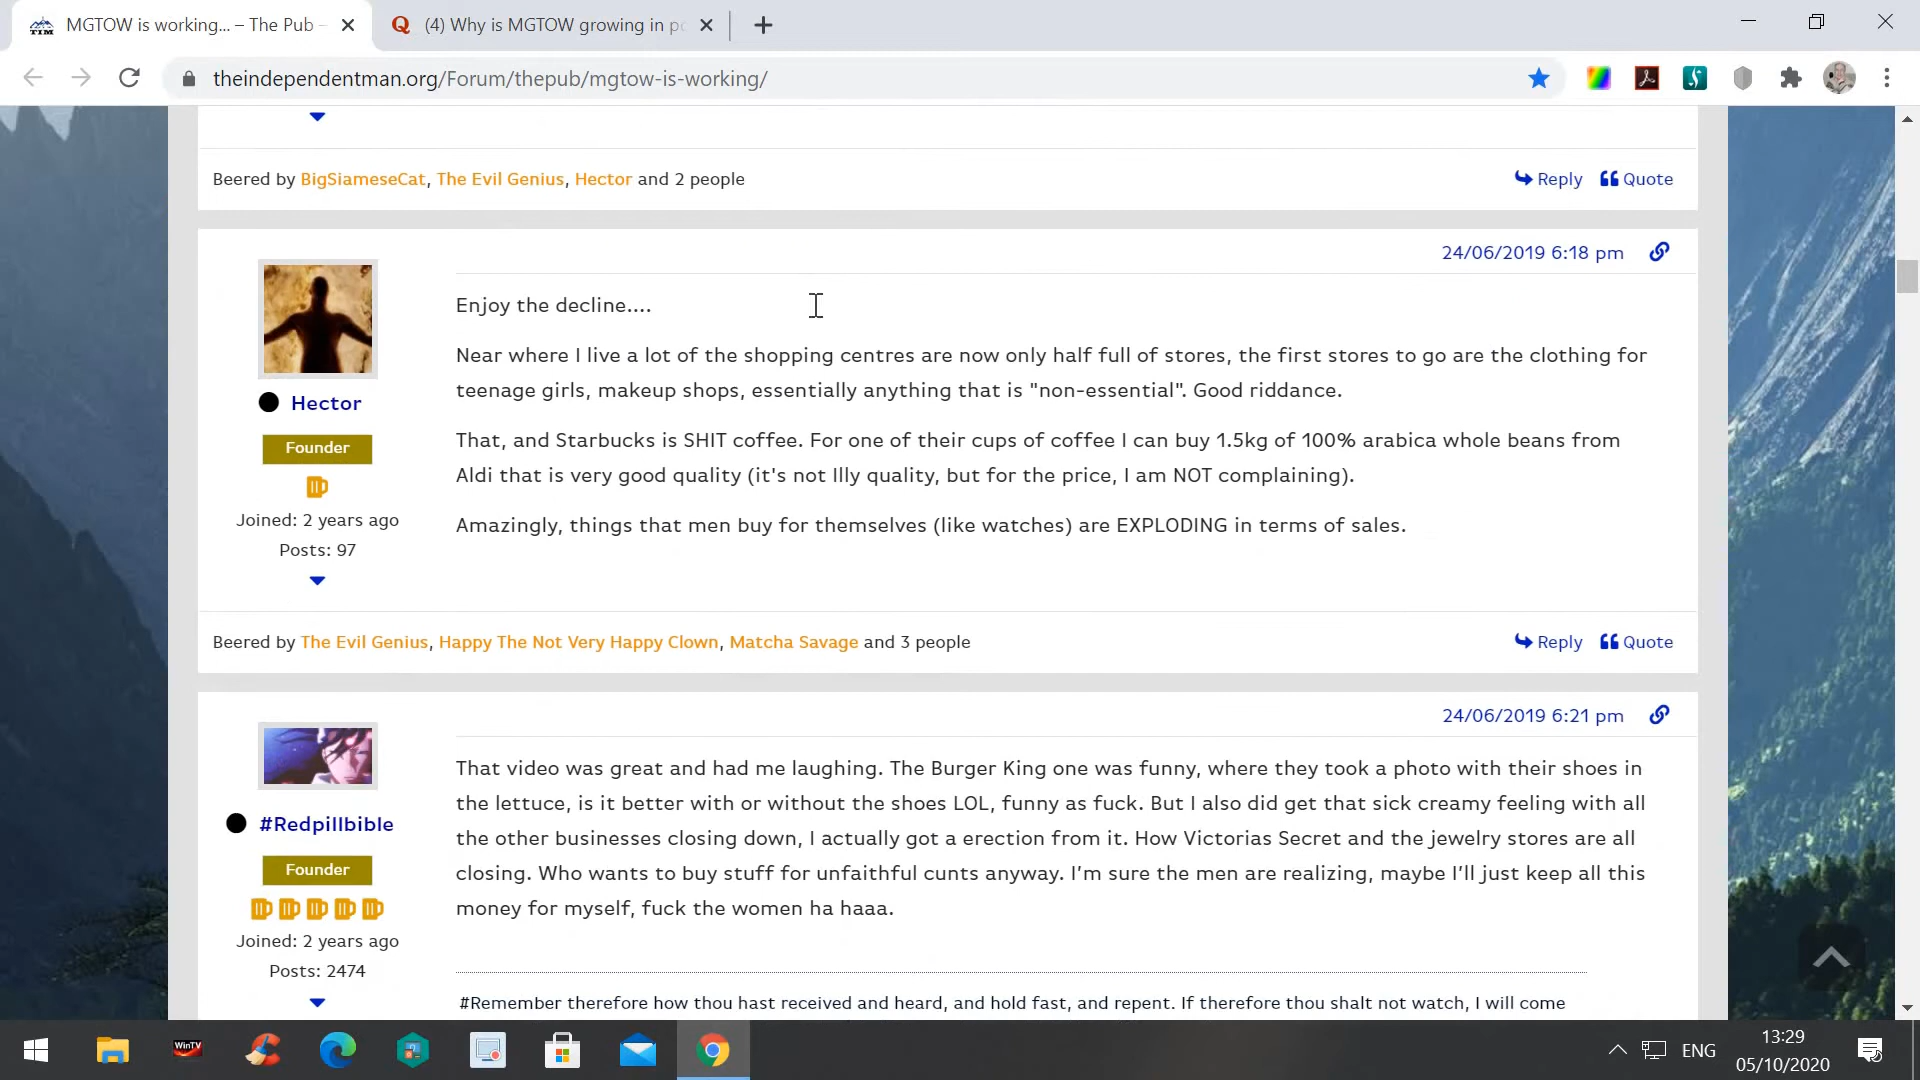 MGTOW is working... – The Pub –
(4) Why is MGTOW growing in po
theindependentman.org/Forum/thepub/mgtow-is-working/
Beered by BigSiameseCat, The Evil Genius, Hector and 2 people
Reply Quote
24/06/2019 6:18 pm
Enjoy the decline....
Near where I live a lot of the shopping centres are now only half full of stores, the first stores to go are the clothing for
teenage girls, makeup shops, essentially anything that is "non-essential". Good riddance.
Hector
Founder
That, and Starbucks is SHIT coffee. For one of their cups of coffee I can buy 1.5kg of 100% arabica whole beans from
Aldi that is very good quality (it's not Illy quality, but for the price, I am NOT complaining).
Joined: 2 years ago
Posts: 97
Amazingly, things that men buy for themselves (like watches) are EXPLODING in terms of sales.
Beered by The Evil Genius, Happy The Not Very Happy Clown, Matcha Savage and 3 people
Reply Quote
24/06/2019 6:21 pm
#Redpillbible
Founder
Joined: 2 years ago
Posts: 2474
That video was great and had me laughing. The Burger King one was funny, where they took a photo with their shoes in
the lettuce, is it better with or without the shoes LOL, funny as fuck. But I also did get that sick creamy feeling with all
the other businesses closing down, I actually got a erection from it. How Victorias Secret and the jewelry stores are all
closing. Who wants to buy stuff for unfaithful cunts anyway. I'm sure the men are realizing, maybe I'll just keep all this
money for myself, fuck the women ha haaa.
#Remember therefore how thou hast received and heard, and hold fast, and repent. If therefore thou shalt not watch, I will come
WinTV
ENG
13:29
05/10/2020